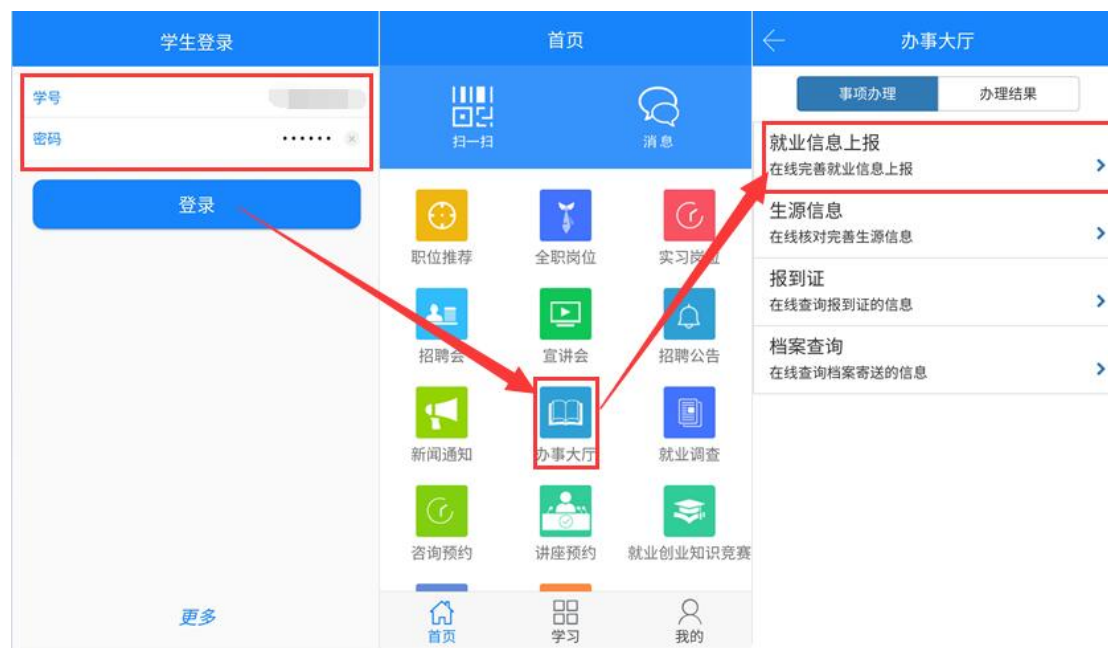 学生登录
学号
密码
登录
更多
首页
扫一扫
消息
职位推荐
全职岗位
实习岗位
招聘会
宣讲会
招聘公告
新闻通知
办事大厅
就业调查
咨询预约
讲座预约
就业创业知识竞赛
首页
学习
我的
办事大厅
事项办理
办理结果
就业信息上报
在线完善就业信息上报
生源信息
在线核对完善生源信息
报到证
在线查询报到证的信息
档案查询
在线查询档案寄送的信息